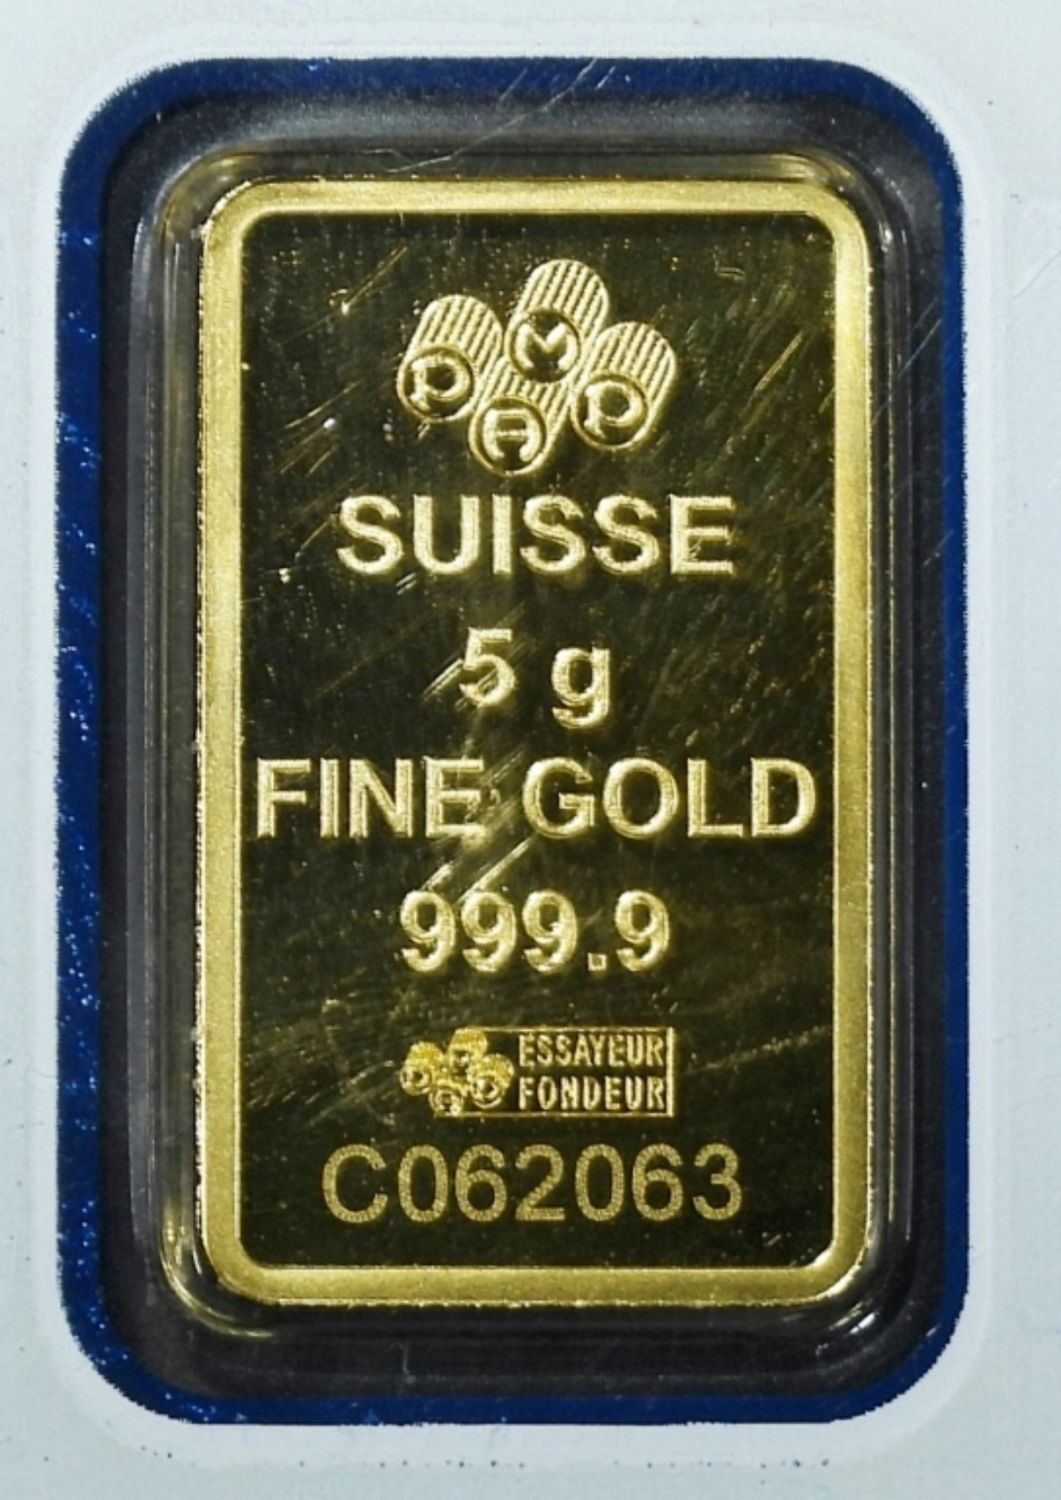 PAMP
SUISSE
5 g
FINE GOLD
999.9
ESSAYEUR
FONDEUR
C062063